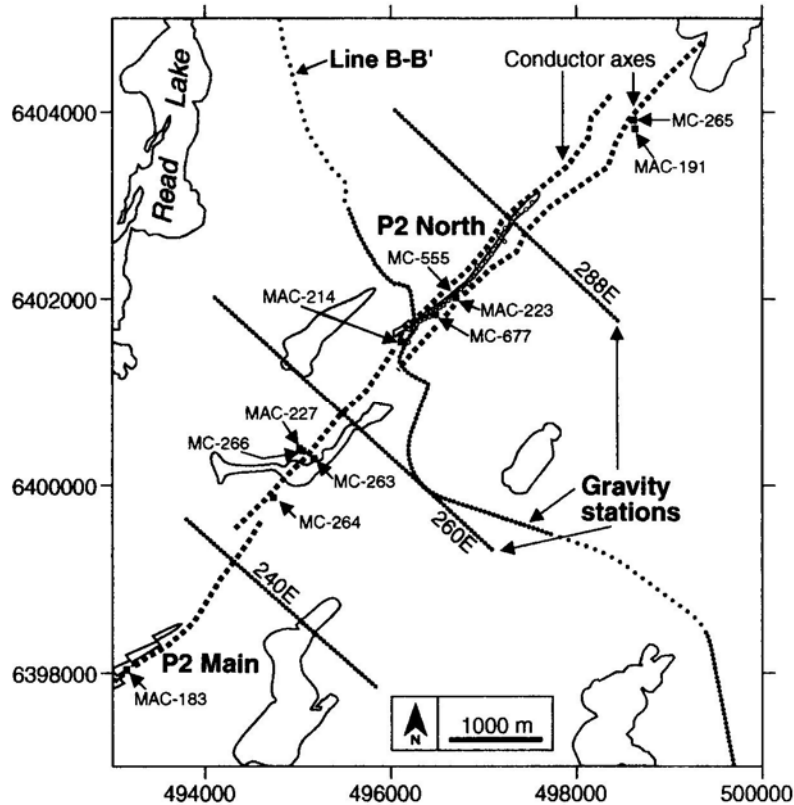 Read Lake
Line B-B'
Conductor axes
6404000
MC-265
MAC-191
P2 North
MC-555
288E
6402000
MAC-214
MAC-223
MC-677
MAC-227
MC-266
6400000
MC-263
Gravity
stations
MC-264
260E
240E
6398000
P2 Main
MAC-183
N
1000 m
494000
496000
498000
500000